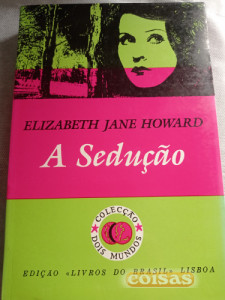 ELIZABETH JANE HOWARD
A Sedução
COLECÇÃO
DOIS MUNDOS
EDIÇÃO «LIVROS DO BRASIL» LISBOA
coisas